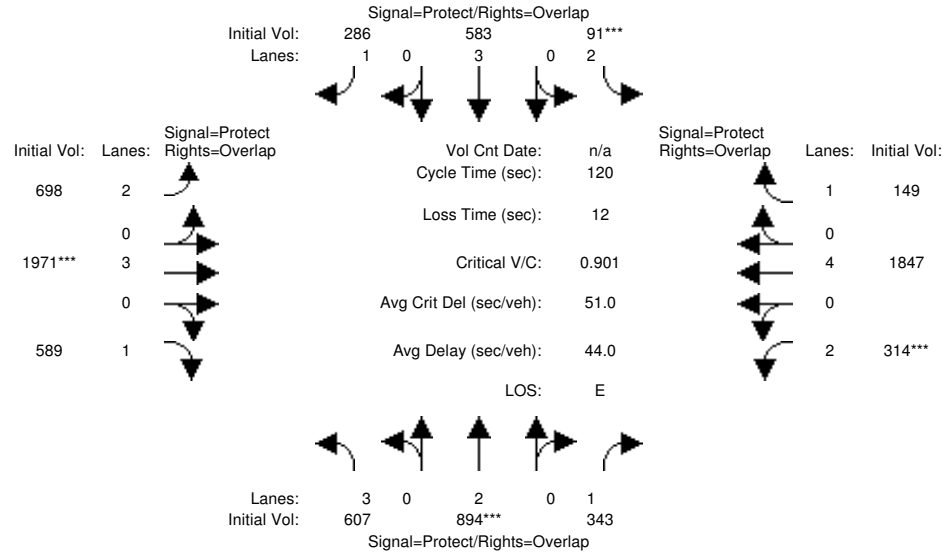 Signal=Protect/Rights=Overlap
Initial Vol: 286 583 91***
Lanes: 1 0 3 0 2
Signal=Protect
Initial Vol: Lanes: Rights=Overlap
Vol Cnt Date: n/a
Signal=Protect
Rights=Overlap Lanes: Initial Vol:
Cycle Time (sec): 120
698 2
1 149
Loss Time (sec): 12
0
0
1971*** 3
Critical V/C: 0.901
4 1847
0
Avg Crit Del (sec/veh): 51.0
0
589 1
Avg Delay (sec/veh): 44.0
2 314***
LOS: E
Lanes: 3 0 2 0 1
Initial Vol: 607 894*** 343
Signal=Protect/Rights=Overlap